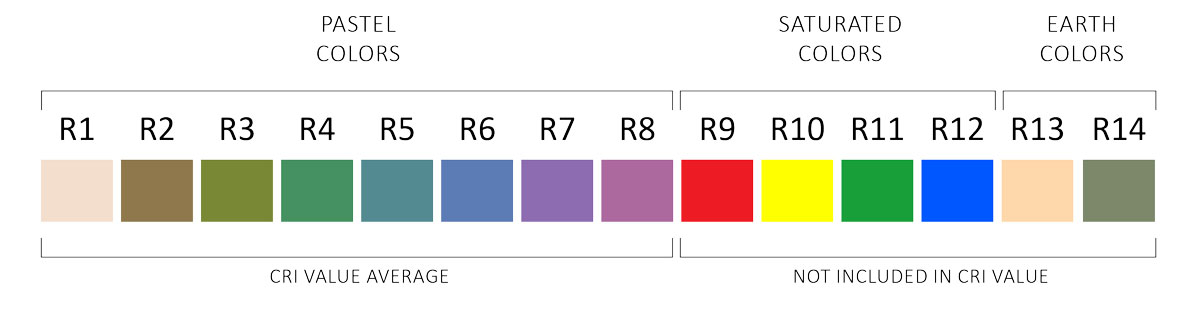 PASTEL
COLORS
SATURATED
COLORS
EARTH
COLORS
R1 R2 R3 R4 R5 R6 R7 R8 R9 R10 R11 R12 R13 R14
CRI VALUE AVERAGE
NOT INCLUDED IN CRI VALUE